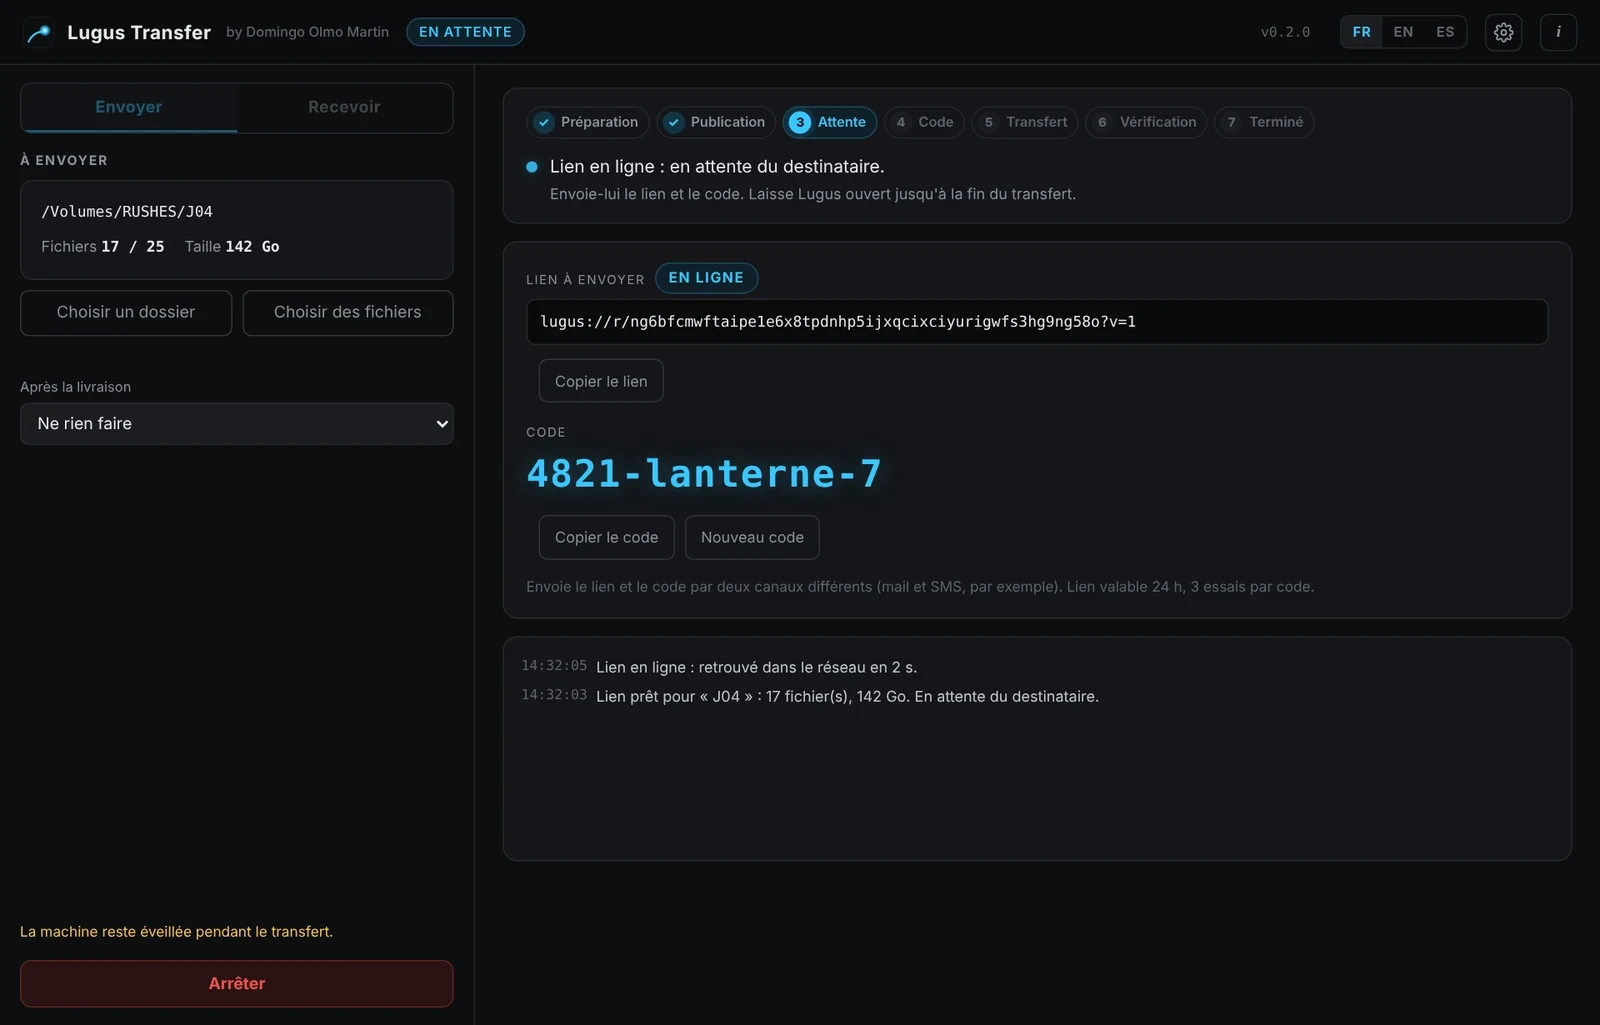 Lugus Transfer by Domingo Olmo Martin EN ATTENTE
v0.2.0 FR EN ES i
Envoyer Recevoir
À ENVOYER
/Volumes/RUSHES/J04
Fichiers 17 / 25 Taille 142 Go
Choisir un dossier Choisir des fichiers
Après la livraison
Ne rien faire
La machine reste éveillée pendant le transfert.
Arrêter
Préparation Publication 3 Attente 4 Code 5 Transfert 6 Vérification 7 Terminé
Lien en ligne : en attente du destinataire.
Envoie-lui le lien et le code. Laisse Lugus ouvert jusqu'à la fin du transfert.
LIEN À ENVOYER EN LIGNE
lugus://r/ng6bfcmwftaipe1e6x8tpdnhp5ijxqcixciyurigwfs3hg9ng58o?v=1
Copier le lien
CODE
4821-lanterne-7
Copier le code Nouveau code
Envoie le lien et le code par deux canaux différents (mail et SMS, par exemple). Lien valable 24 h, 3 essais par code.
14:32:05 Lien en ligne : retrouvé dans le réseau en 2 s.
14:32:03 Lien prêt pour « J04 » : 17 fichier(s), 142 Go. En attente du destinataire.